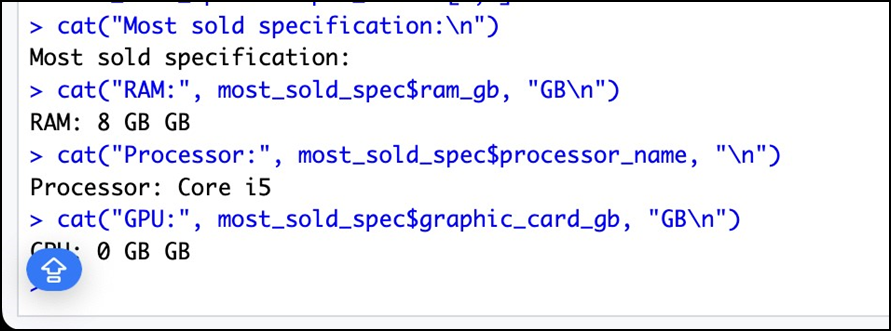 > cat("Most sold specification:\n")
Most sold specification:
> cat("RAM:", most_sold_spec$ram_gb, "GB\n")
RAM: 8 GB GB
> cat("Processor:", most_sold_spec$processor_name, "\n")
Processor: Core i5
> cat("GPU:", most_sold_spec$graphic_card_gb, "GB\n")
GPU: 0 GB GB
>